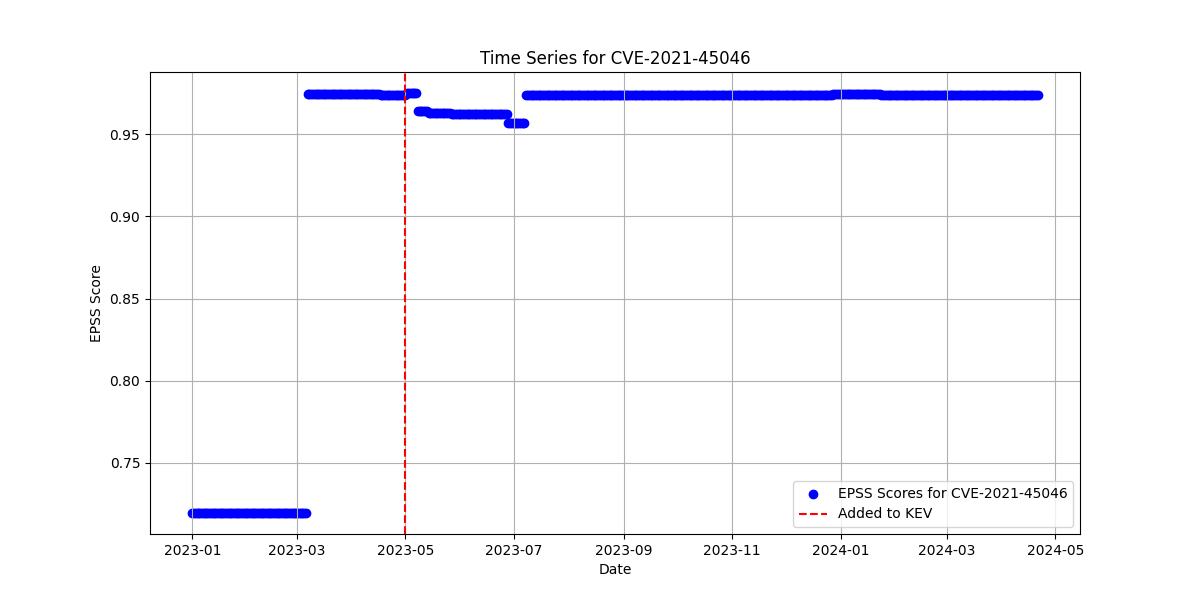 Time Series for CVE-2021-45046
EPSS Score
0.95
0.90
0.85
0.80
0.75
EPSS Scores for CVE-2021-45046
Added to KEV
2023-01 2023-03 2023-05 2023-07 2023-09 2023-11 2024-01 2024-03 2024-05
Date